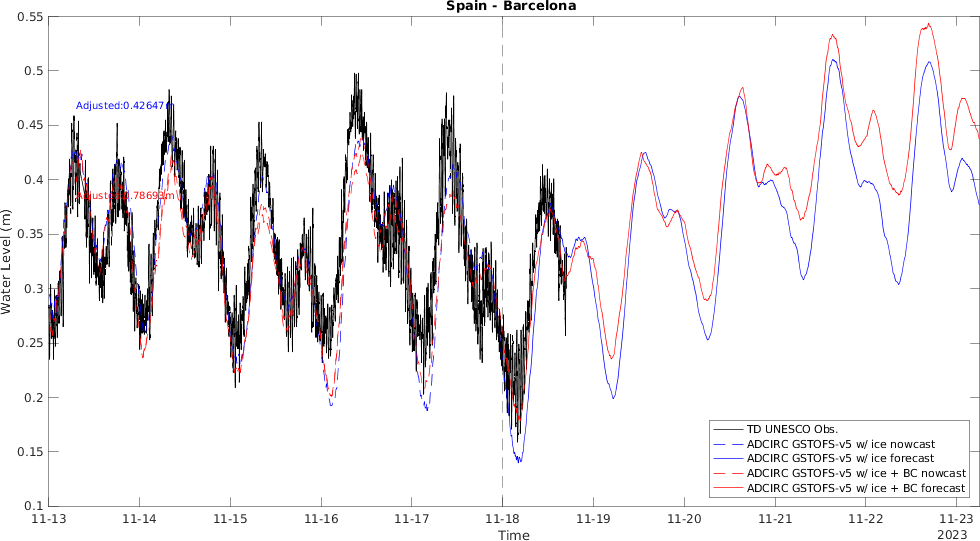 Spain - Barcelona
0.55
0.5
0.45
0.4
0.35
0.3
0.25
0.2
0.15
0.1
Water Level (m)
Adjusted:0.42647
TD UNESCO Obs.
ADCIRC GSTOFS-v5 w/ ice nowcast
ADCIRC GSTOFS-v5 w/ ice forecast
ADCIRC GSTOFS-v5 w/ ice + BC nowcast
ADCIRC GSTOFS-v5 w/ ice + BC forecast
11-13 11-14 11-15 11-16 11-17 11-18 11-19 11-20 11-21 11-22 11-23
Time
2023